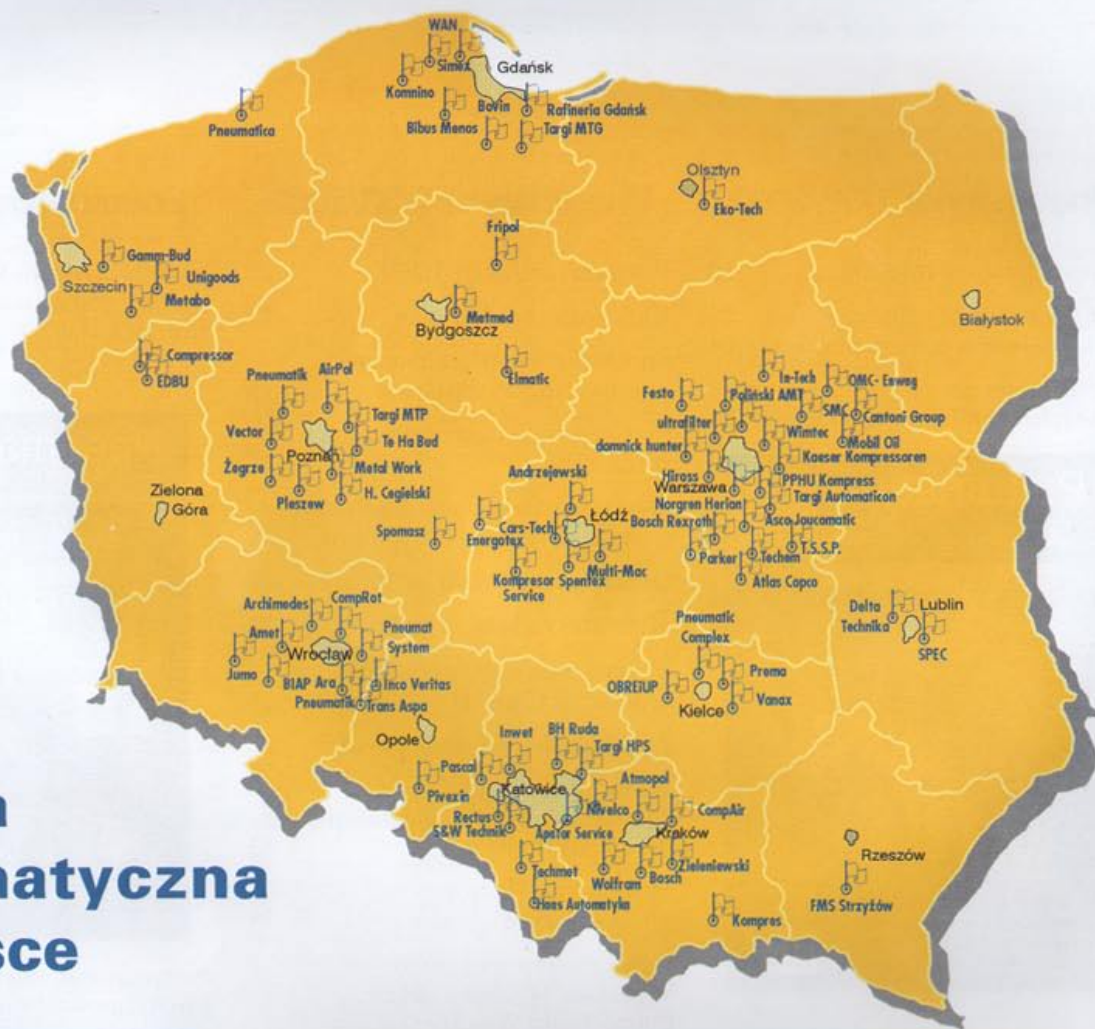 WAN
Simex
Gdańsk
Komnino
Bovin
Rafineria Gdańsk
Pneumatica
Bibus Menos
Targi MTG
Olsztyn
Eko-Tech
Fripol
Gamm-Bud
Szczecin
Unigoods
Metabo
Metmed
Bydgoszcz
Białystok
Compressor
EDBU
Elmatic
Pneumatik
AirPol
Targi MTP
Vector
Te Ha Bud
Poznań
Żegrze
Metal Work
Pleszew
H. Cegielski
Zielona
Góra
In-Tech
OMC- Enweg
Festo
Poliński AMT
SMC
Cantoni Group
ultrafilter
Wimtec
Mobil Oil
domnick hunter
Kaeser Kompressoren
Hiross
Warszawa
PPHU Kompress
Targi Automaticon
Norgren Herion
Bosch Rexroth
Asco Joucomatic
Parker
Techem
T.S.S.P.
Atlas Copco
Andrzejewski
Łódź
Cors-Tech
Spomasz
Energotex
Kompresor
Service
Spentex
Multi-Mac
Archimedes
CompRot
Amet
Pneumat
System
Wrocław
Jumo
BIAP
Ara
Pneumatik
Inco Veritas
Trans Aspa
Opole
Delta
Technika
Lublin
SPEC
Pneumatic
Complex
Prema
OBREiUP
Kielce
Vanax
Inwet
BH Ruda
Targi HPS
Pascal
Pivexin
Katowice
Atmopol
Nivelco
CompAir
Rectus
S&W Technik
Apstar Service
Kraków
Zieleniewski
Techmet
Wolfram
Bosch
Haas Automatyka
Kompres
Rzeszów
FMS Strzyżów
matyczna
sce